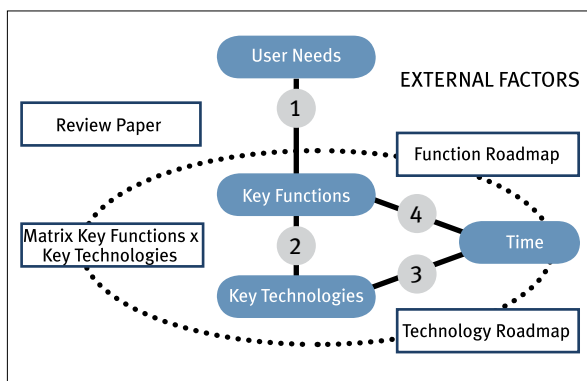 User Needs
EXTERNAL FACTORS
1
Review Paper
Function Roadmap
Key Functions
4
Matrix Key Functions x
Key Technologies
2
Time
3
Key Technologies
Technology Roadmap